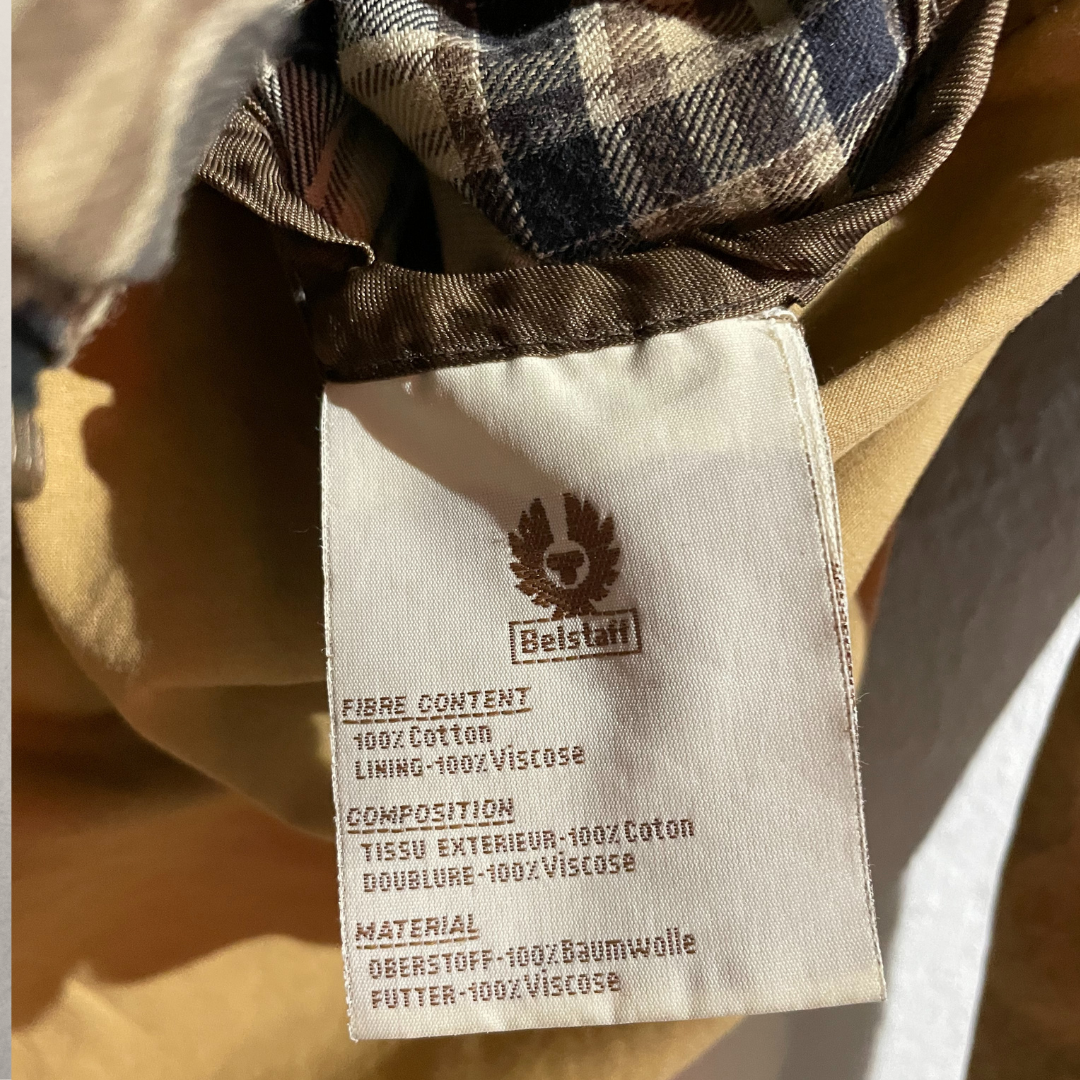 Belstaff
FIBRE CONTENT
100% Cotton
LINING-100% Viscose
COMPOSITION
TISSU EXTERIEUR-100% Coton
DOUBLURE-100% Viscose
MATERIAL
OBERSTOFF-100% Baumwolle
FUTTER-100% Viscose